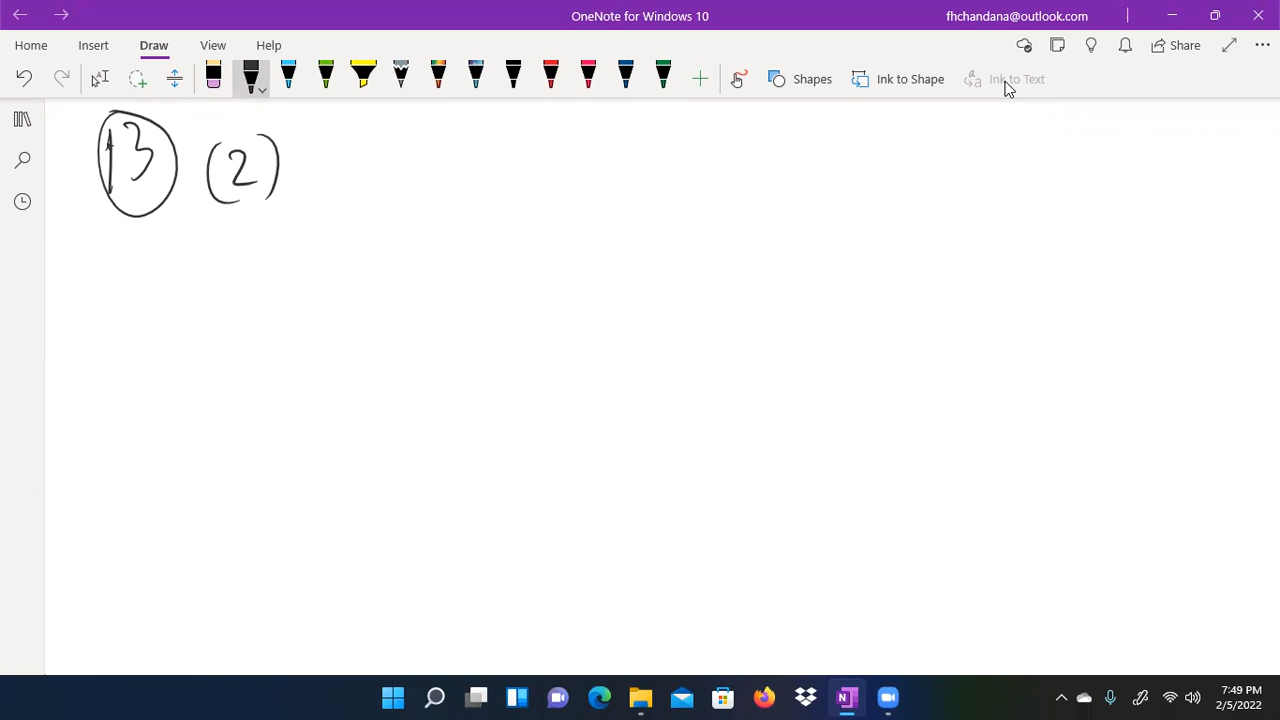 OneNote for Windows 10 fhchandana@outlook.com
Home Insert Draw View Help Share
Shapes Ink to Shape Ink to Text
13 (2)
7:49 PM
2/5/2022